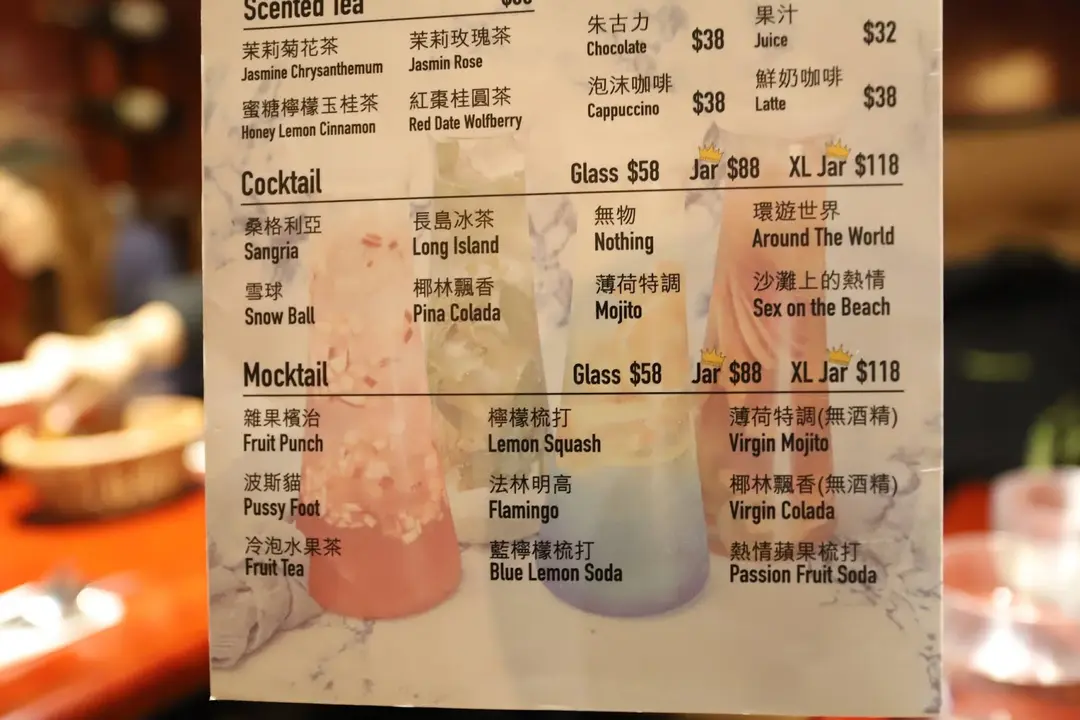 Scented Tea
茉莉菊花茶 茉莉玫瑰茶
Jasmine Chrysanthemum Jasmin Rose
蜜糖檸檬玉桂茶 紅棗桂圓茶
Honey Lemon Cinnamon Red Date Wolfberry
朱古力 果汁
Chocolate $38 Juice $32
泡沫咖啡 鮮奶咖啡
Cappuccino $38 Latte $38
Cocktail Glass $58 Jar $88 XL Jar $118
桑格利亞 長島冰茶 無物 環遊世界
Sangria Long Island Nothing Around The World
雪球 椰林飄香 薄荷特調 沙灘上的熱情
Snow Ball Pina Colada Mojito Sex on the Beach
Mocktail Glass $58 Jar $88 XL Jar $118
雜果檳治 檸檬梳打 薄荷特調(無酒精)
Fruit Punch Lemon Squash Virgin Mojito
波斯貓 法林明高 椰林飄香(無酒精)
Pussy Foot Flamingo Virgin Colada
冷泡水果茶 藍檸檬梳打 熱情蘋果梳打
Fruit Tea Blue Lemon Soda Passion Fruit Soda